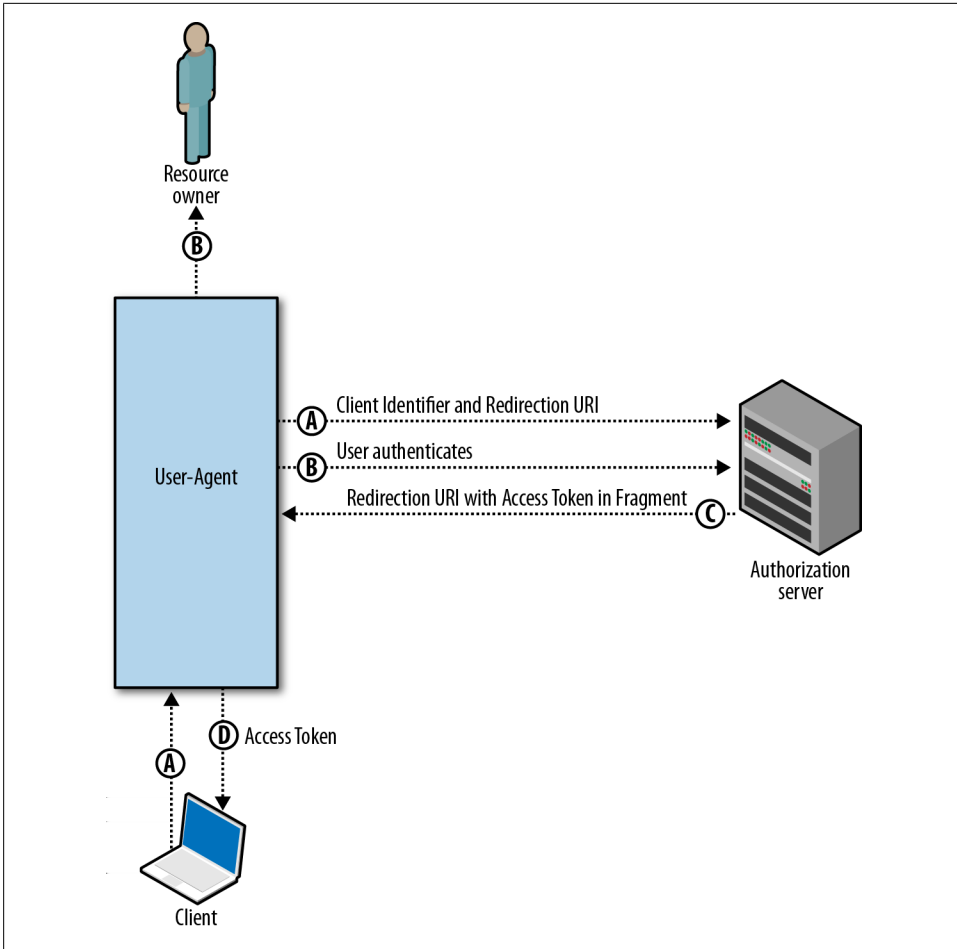 Resource
owner
B
A
Client Identifier and Redirection URI
B
User authenticates
User-Agent
Redirection URI with Access Token in Fragment
C
Authorization
server
D
Access Token
A
Client